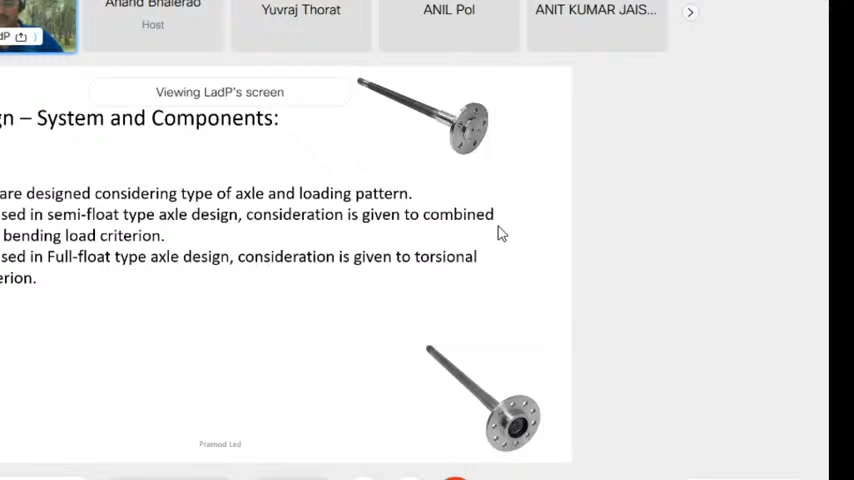 Anand Bhalerao
Yuvraj Thorat
ANIL Pol
ANIT KUMAR JAIS...
Host
dP
Viewing LadP's screen
gn – System and Components:
are designed considering type of axle and loading pattern.
sed in semi-float type axle design, consideration is given to combined
bending load criterion.
sed in Full-float type axle design, consideration is given to torsional
erion.
Pramod Lad